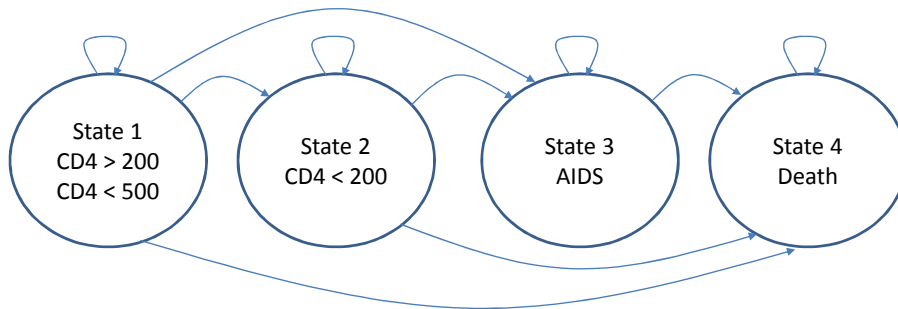 State 1
CD4 > 200
CD4 < 500
State 2
CD4 < 200
State 3
AIDS
State 4
Death